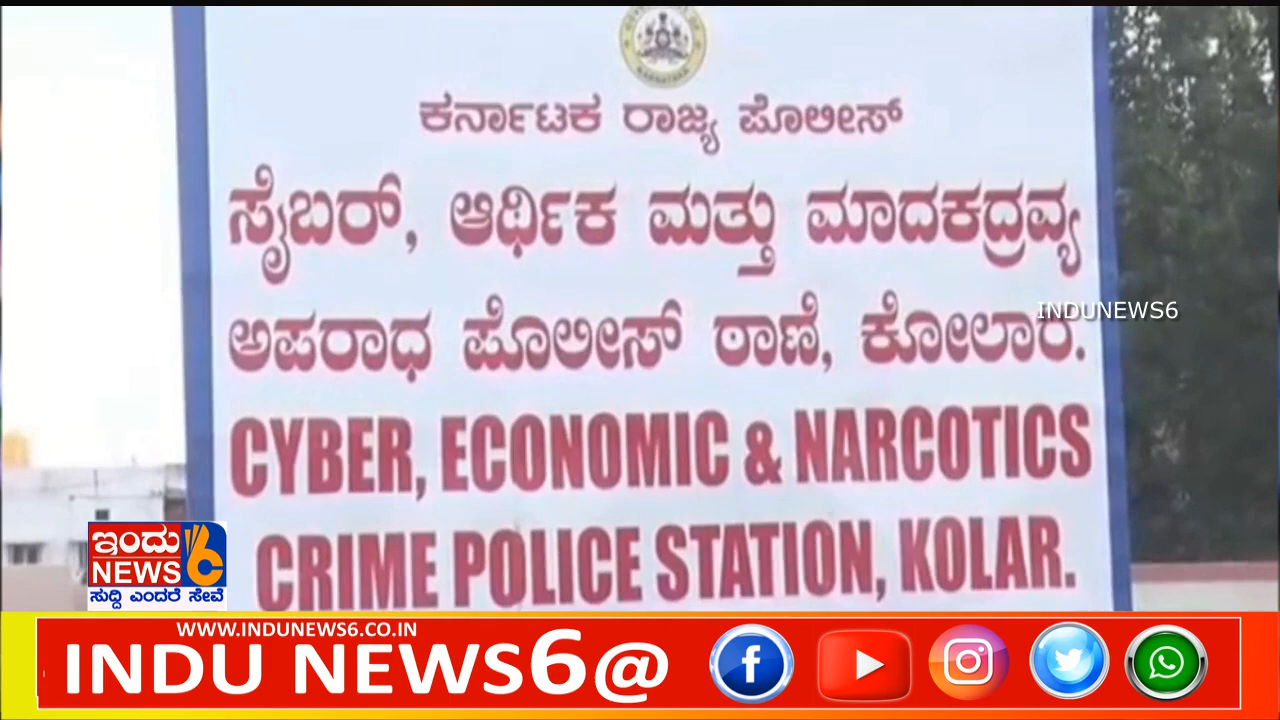 KARNATAKA
ಕರ್ನಾಟಕ ರಾಜ್ಯ ಪೊಲೀಸ್
ಸೈಬರ್, ಆರ್ಥಿಕ ಮತ್ತು ಮಾದಕದ್ರವ್ಯ
ಅಪರಾಧ ಪೊಲೀಸ್ ಠಾಣೆ, ಕೋಲಾರ.
INDUNEWS6
CYBER, ECONOMIC & NARCOTICS
CRIME POLICE STATION, KOLAR.
ಇಂದು
NEWS 6
ಸುದ್ದಿ ಎಂದರೆ ಸೇವೆ
WWW.INDUNEWS6.CO.IN
INDU NEWS6@